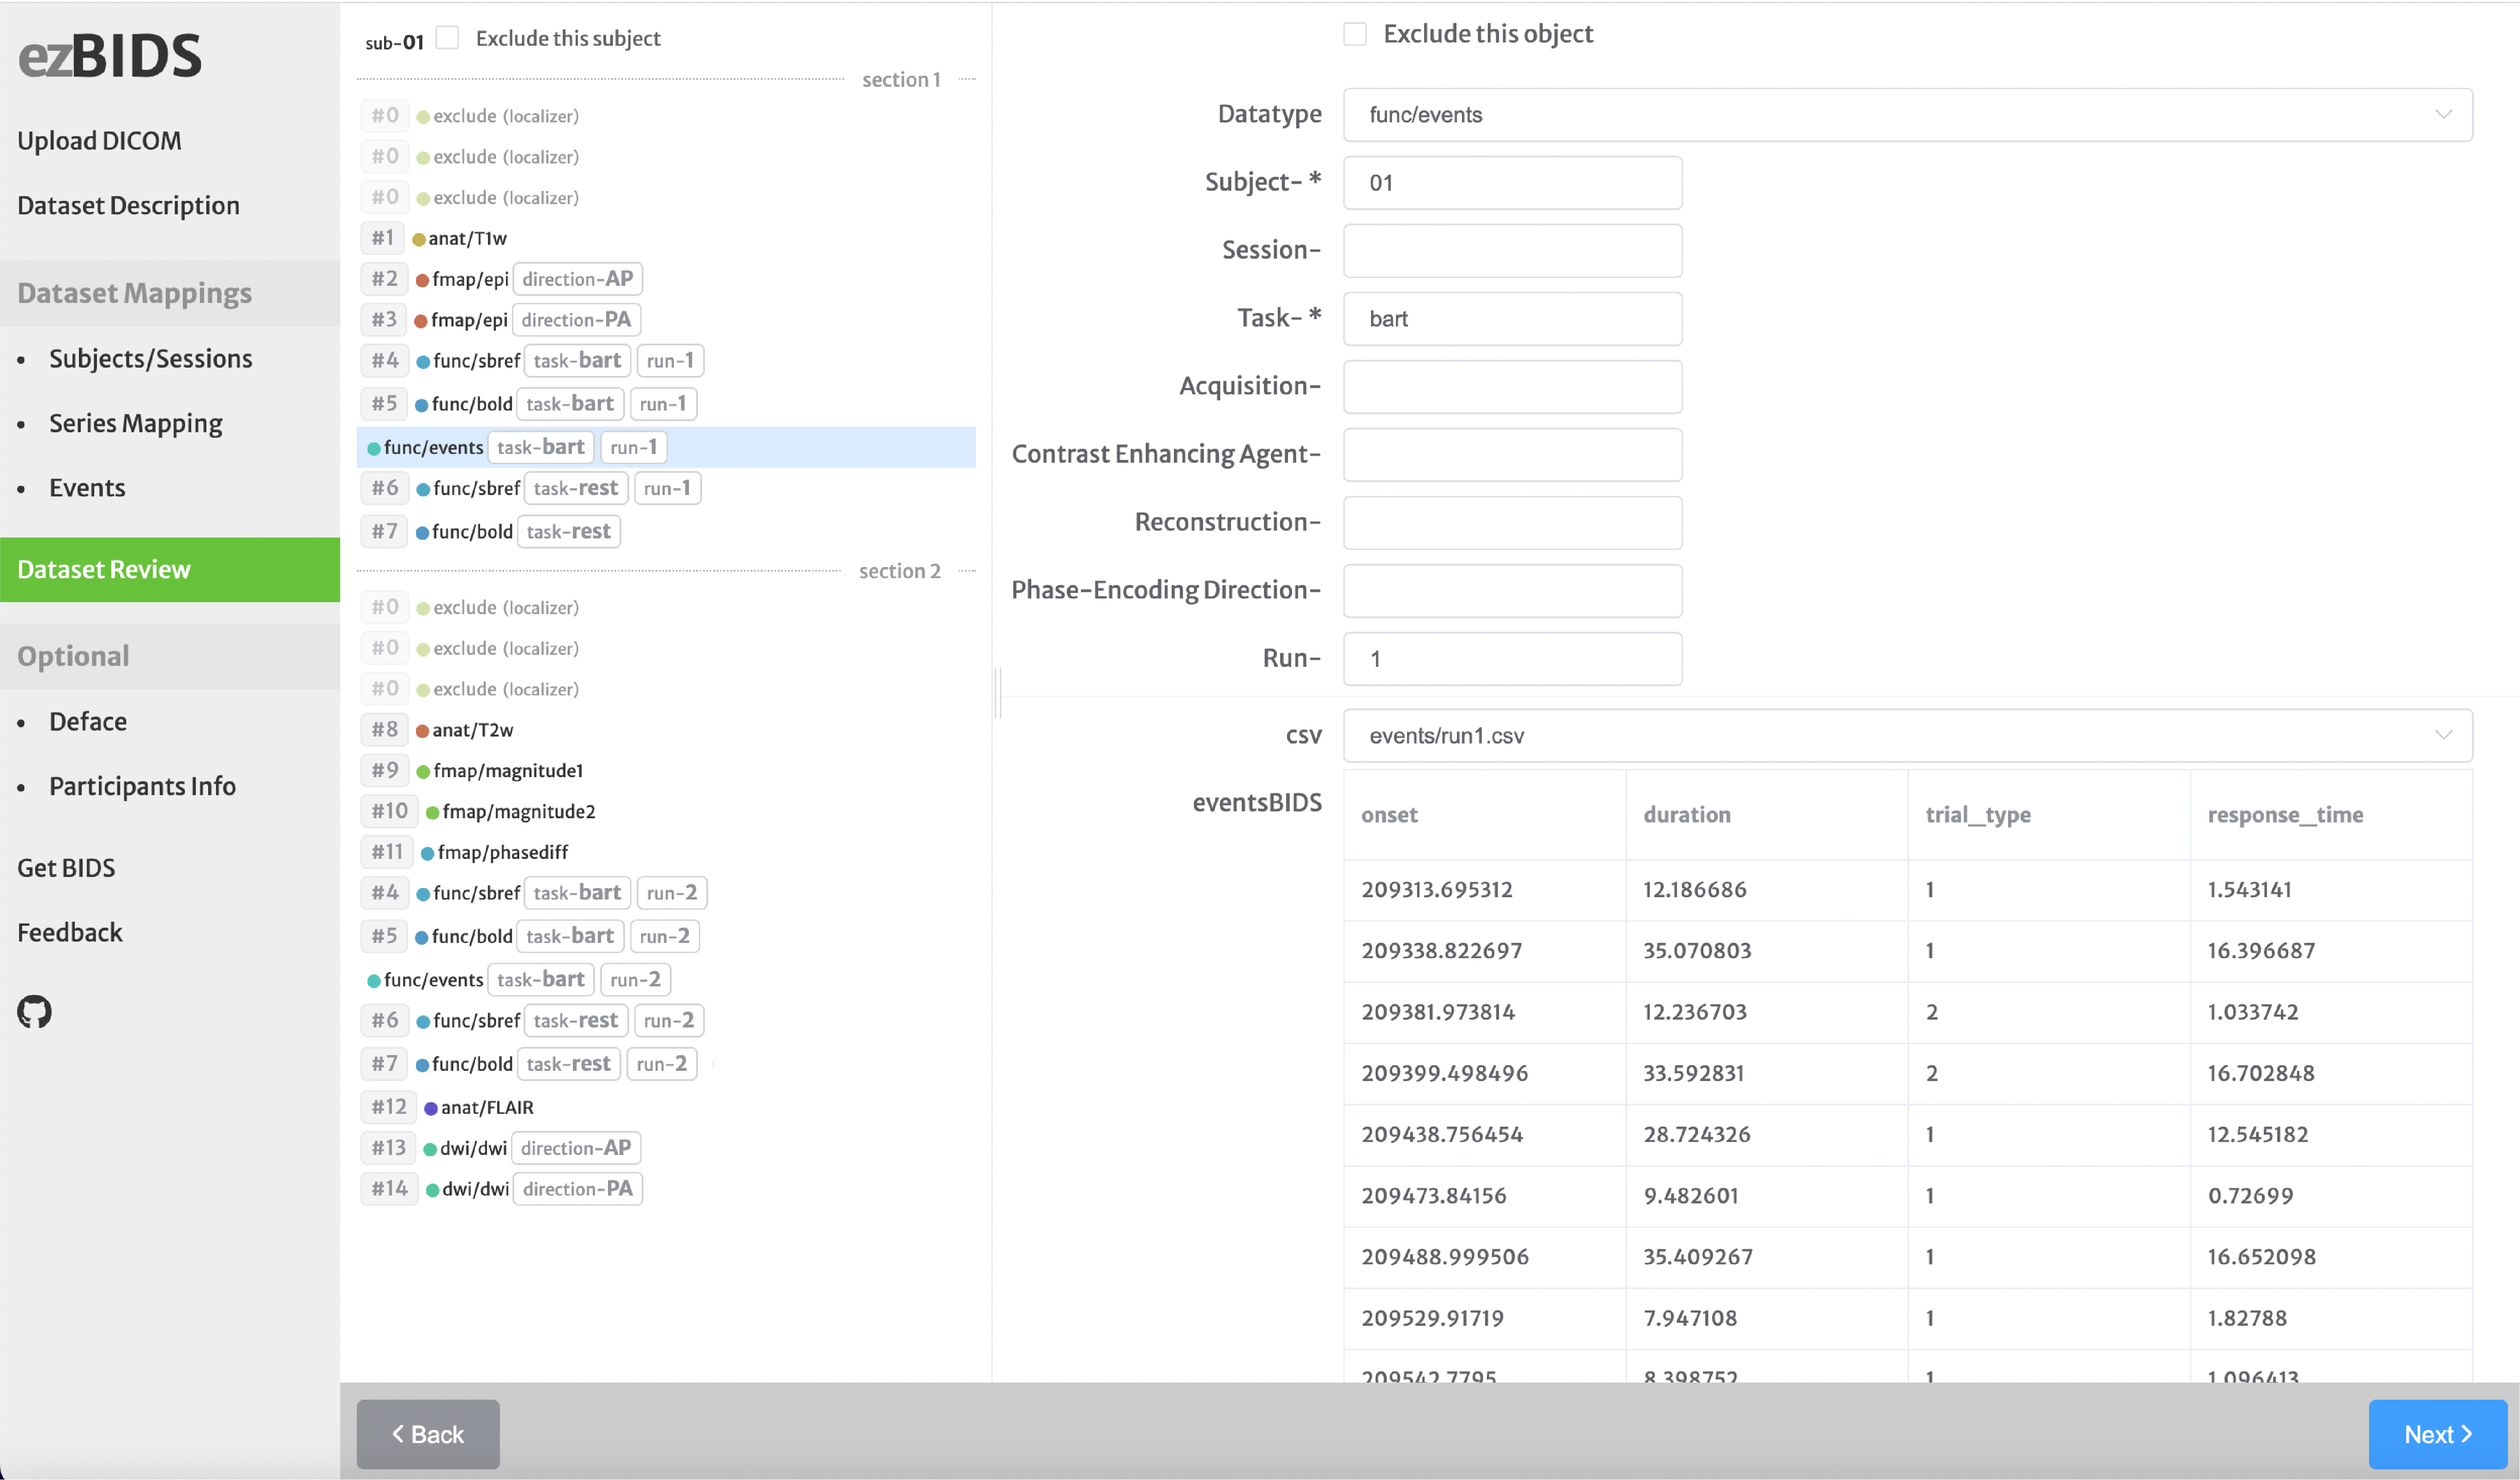 ezBIDS
Upload DICOM
Dataset Description
Dataset Mappings
• Subjects/Sessions
• Series Mapping
• Events
Dataset Review
Optional
• Deface
• Participants Info
Get BIDS
Feedback
sub-01 Exclude this subject
section 1
#0 exclude (localizer)
#0 exclude (localizer)
#0 exclude (localizer)
#1 anat/T1w
#2 fmap/epi direction-AP
#3 fmap/epi direction-PA
#4 func/sbref task-bart run-1
#5 func/bold task-bart run-1
func/events task-bart run-1
#6 func/sbref task-rest run-1
#7 func/bold task-rest
section 2
#0 exclude (localizer)
#0 exclude (localizer)
#0 exclude (localizer)
#8 anat/T2w
#9 fmap/magnitude1
#10 fmap/magnitude2
#11 fmap/phasediff
#4 func/sbref task-bart run-2
#5 func/bold task-bart run-2
func/events task-bart run-2
#6 func/sbref task-rest run-2
#7 func/bold task-rest run-2
#12 anat/FLAIR
#13 dwi/dwi direction-AP
#14 dwi/dwi direction-PA
Exclude this object
Datatype func/events
Subject- * 01
Session-
Task- * bart
Acquisition-
Contrast Enhancing Agent-
Reconstruction-
Phase-Encoding Direction-
Run- 1
csv events/run1.csv
eventsBIDS
onset duration trial_type response_time
209313.695312 12.186686 1 1.543141
209338.822697 35.070803 1 16.396687
209381.973814 12.236703 2 1.033742
209399.498496 33.592831 2 16.702848
209438.756454 28.724326 1 12.545182
209473.84156 9.482601 1 0.72699
209488.999506 35.409267 1 16.652098
209529.91719 7.947108 1 1.82788
209542.7795 8.398752 1 1.096413
< Back
Next >